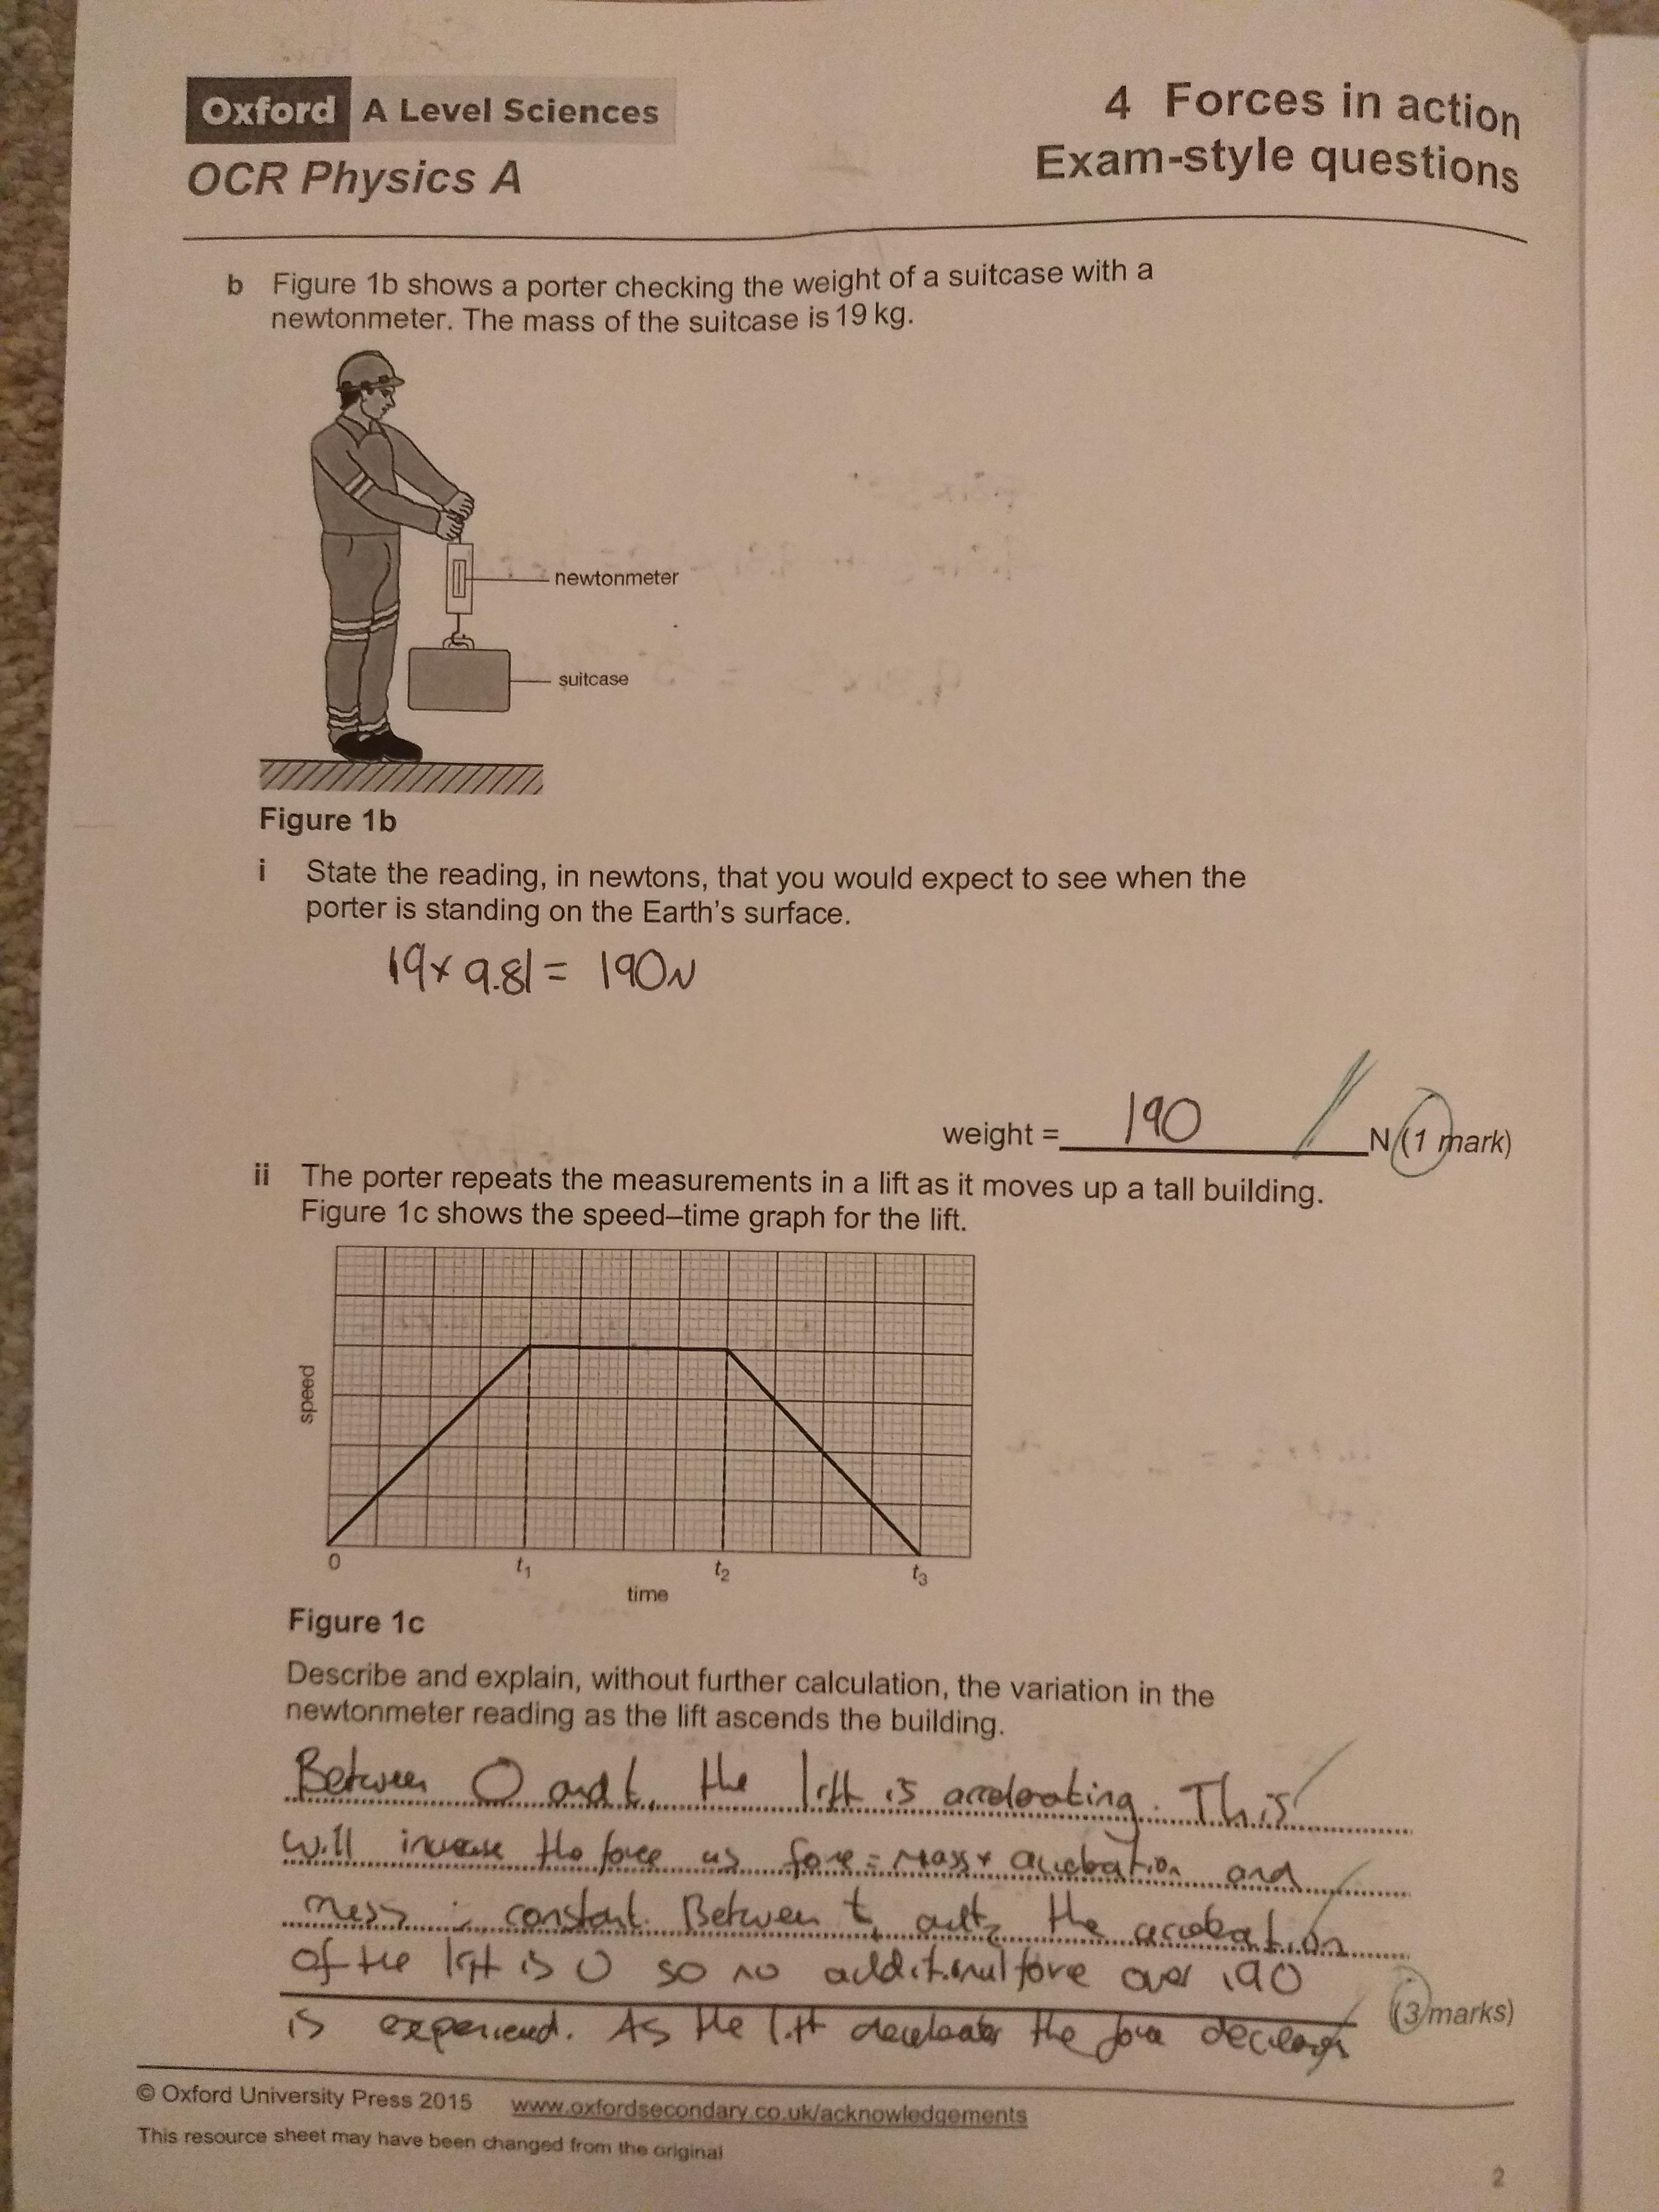 Oxford A Level Sciences
OCR Physics A
4 Forces in action
Exam-style questions
b Figure 1b shows a porter checking the weight of a suitcase with a
newtonmeter. The mass of the suitcase is 19 kg.
newtonmeter
suitcase
Figure 1b
i State the reading, in newtons, that you would expect to see when the
porter is standing on the Earth's surface.
19 × 9.81 = 190N
weight = 190 N (1 mark)
ii The porter repeats the measurements in a lift as it moves up a tall building.
Figure 1c shows the speed–time graph for the lift.
speed
0 t1 t2 t3
time
Figure 1c
Describe and explain, without further calculation, the variation in the
newtonmeter reading as the lift ascends the building.
Between 0 and t1 the lift is accelerating. This
will increase the force as force = mass × acceleration and
mass is constant. Between t1 and t2 the acceleration
of the lift is 0 so no additional force over 190
(3 marks)
is experienced. As the lift decelerates the force decreases
© Oxford University Press 2015 www.oxfordsecondary.co.uk/acknowledgements
This resource sheet may have been changed from the original
2